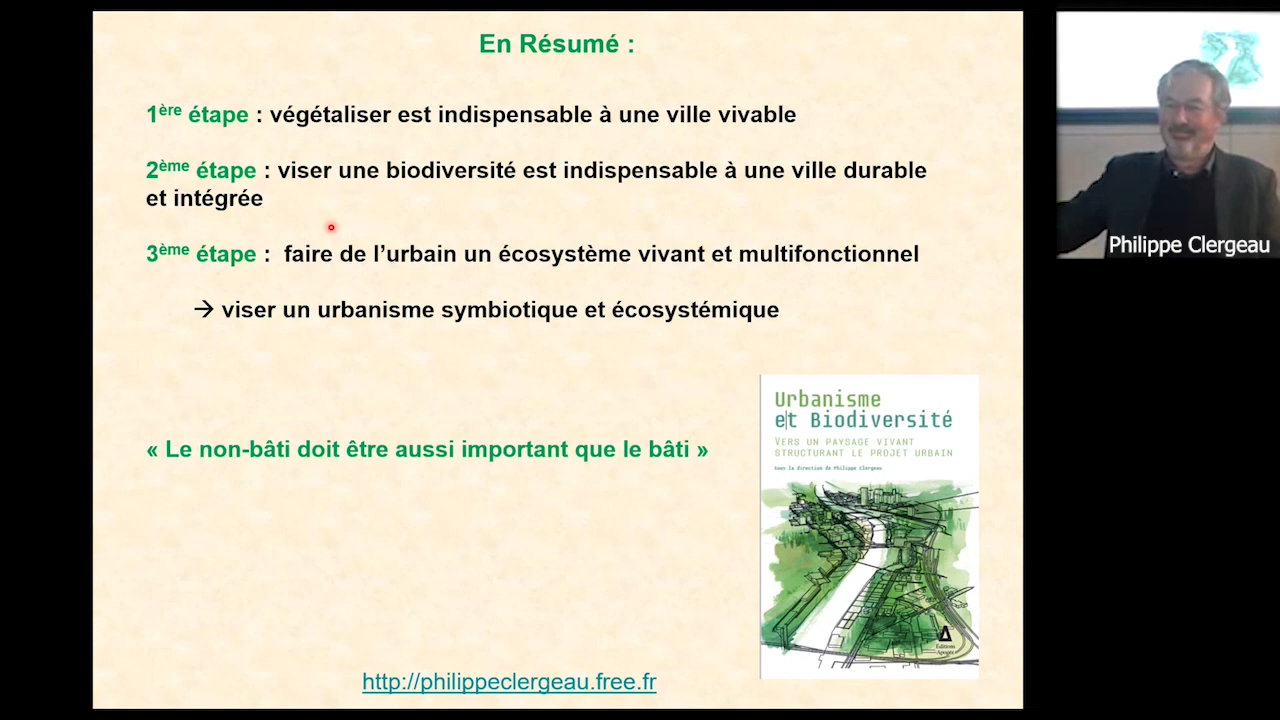 En Résumé :
1ère étape : végétaliser est indispensable à une ville vivable
2ème étape : viser une biodiversité est indispensable à une ville durable
et intégrée
3ème étape : faire de l’urbain un écosystème vivant et multifonctionnel
→ viser un urbanisme symbiotique et écosystémique
« Le non-bâti doit être aussi important que le bâti »
Urbanisme
et Biodiversité
VERS UN PAYSAGE VIVANT
STRUCTURANT LE PROJET URBAIN
Sous la direction de Philippe Clergeau
Editions
Apogée
http://philippeclergeau.free.fr
Philippe Clergeau